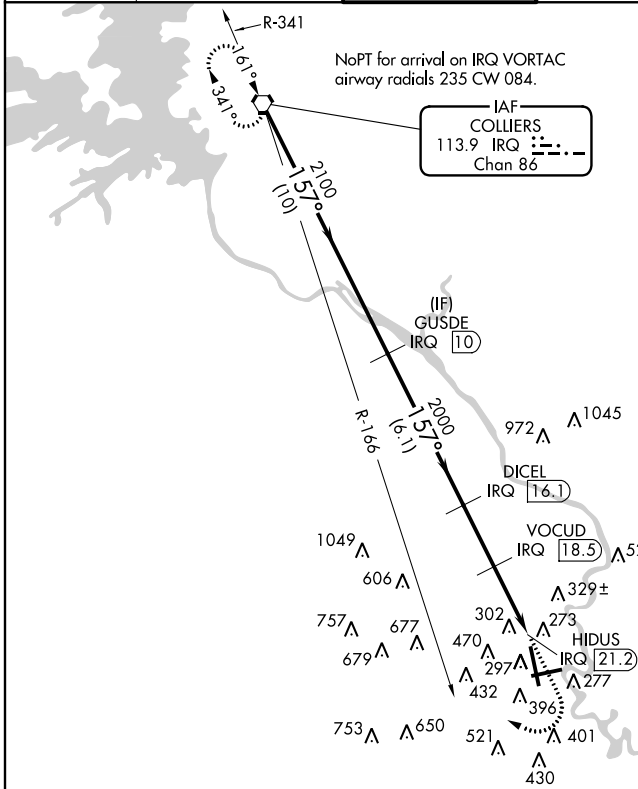 R-341
161°
341°
NoPT for arrival on IRQ VORTAC
airway radials 235 CW 084.
IAF
COLLIERS
113.9 IRQ
Chan 86
2100
157°
(10)
(IF)
GUSDE
IRQ 10
R-166
2000
157°
(6.1)
972
1045
DICEL
IRQ 16.1
VOCUD
IRQ 18.5
1049
606
329±
757
677
302
273
679
470
297
HIDUS
IRQ 21.2
432
277
396
753
650
521
401
430